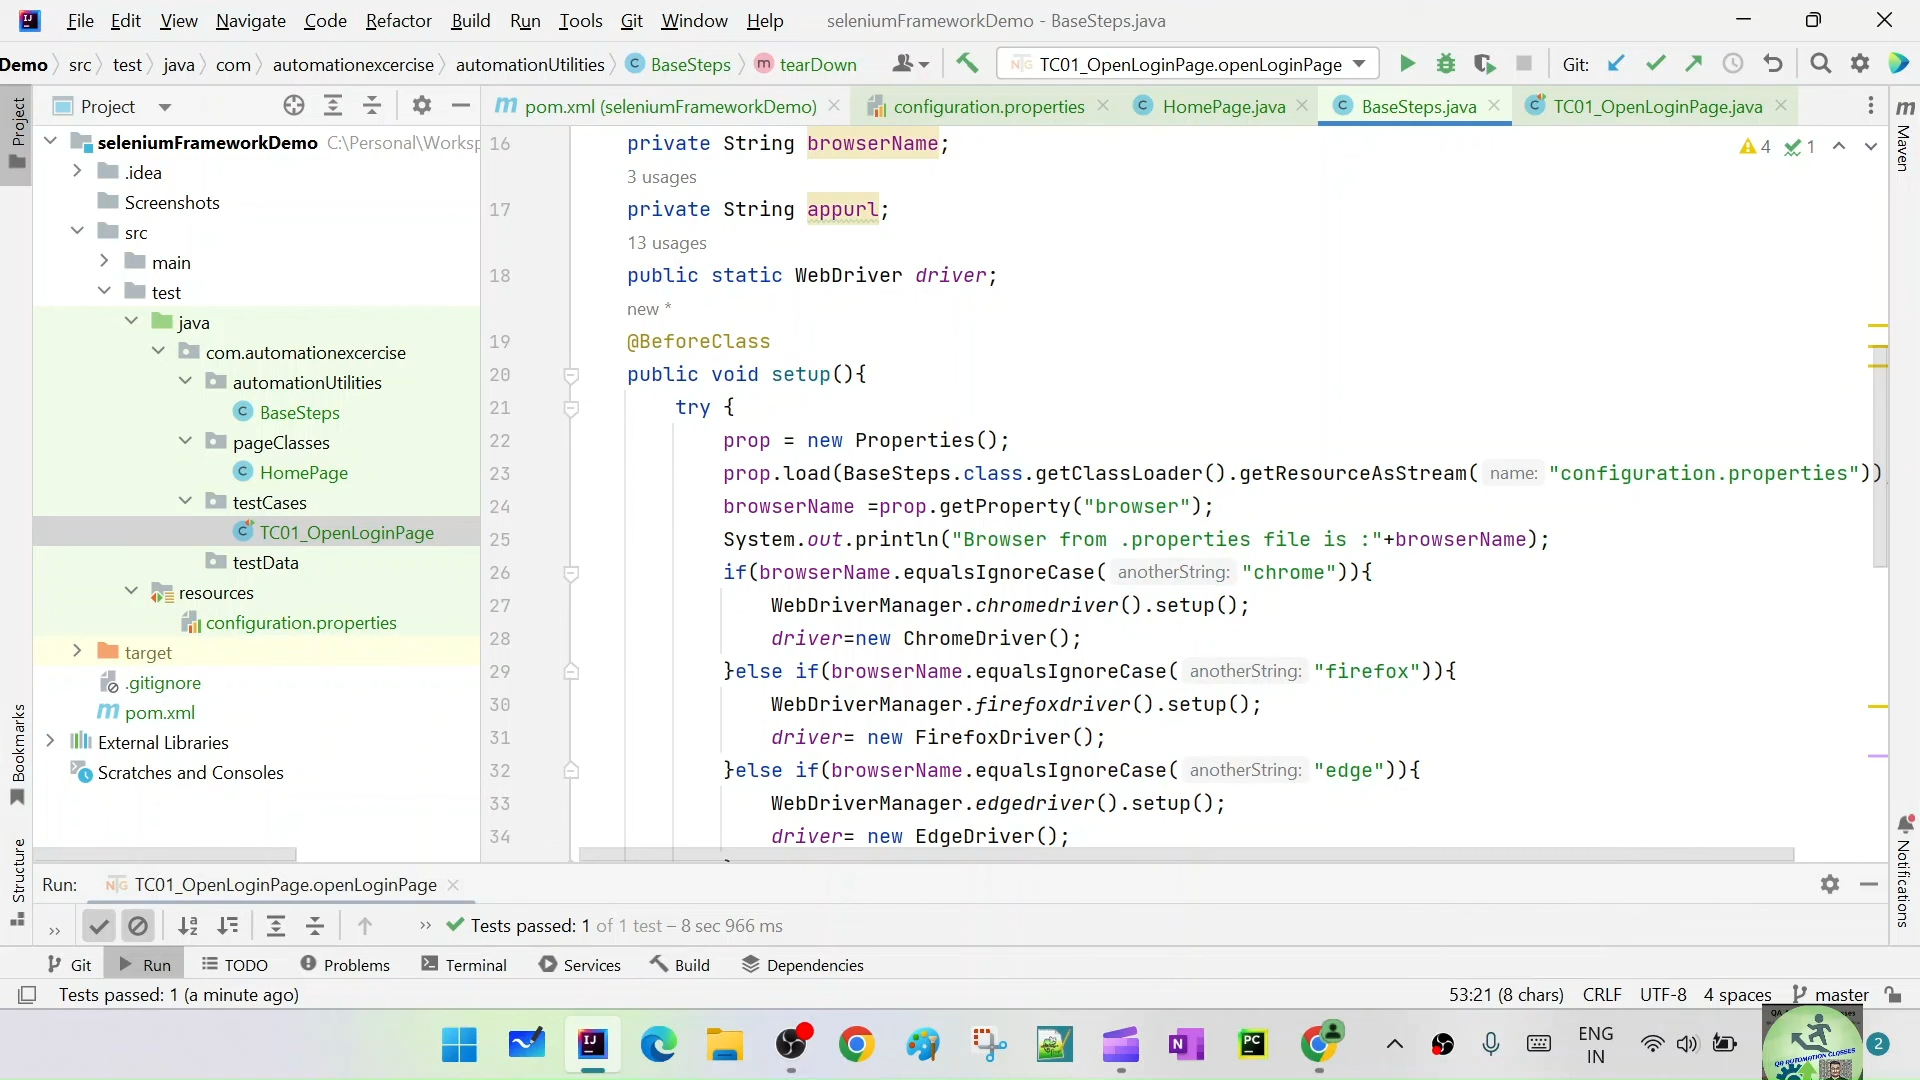 File Edit View Navigate Code Refactor Build Run Tools Git Window Help seleniumFrameworkDemo - BaseSteps.java
Demo src test java com automationexcercise automationUtilities BaseSteps tearDown TC01_OpenLoginPage.openLoginPage Git:
Project pom.xml (seleniumFrameworkDemo) configuration.properties HomePage.java BaseSteps.java TC01_OpenLoginPage.java
Project
Bookmarks
Structure
Maven
Notifications
seleniumFrameworkDemo C:\Personal\Worksp
.idea
Screenshots
src
main
test
java
com.automationexcercise
automationUtilities
BaseSteps
pageClasses
HomePage
testCases
TC01_OpenLoginPage
testData
resources
configuration.properties
target
.gitignore
pom.xml
External Libraries
Scratches and Consoles
4 1
16 private String browserName;
3 usages
17 private String appurl;
13 usages
18 public static WebDriver driver;
new *
19 @BeforeClass
20 public void setup(){
21 try {
22 prop = new Properties();
23 prop.load(BaseSteps.class.getClassLoader().getResourceAsStream( name: "configuration.properties"))
24 browserName =prop.getProperty("browser");
25 System.out.println("Browser from .properties file is :"+browserName);
26 if(browserName.equalsIgnoreCase( anotherString: "chrome")){
27 WebDriverManager.chromedriver().setup();
28 driver=new ChromeDriver();
29 }else if(browserName.equalsIgnoreCase( anotherString: "firefox")){
30 WebDriverManager.firefoxdriver().setup();
31 driver= new FirefoxDriver();
32 }else if(browserName.equalsIgnoreCase( anotherString: "edge")){
33 WebDriverManager.edgedriver().setup();
34 driver= new EdgeDriver();
Run: TC01_OpenLoginPage.openLoginPage
Tests passed: 1 of 1 test – 8 sec 966 ms
Git Run TODO Problems Terminal Services Build Dependencies
Tests passed: 1 (a minute ago) 53:21 (8 chars) CRLF UTF-8 4 spaces master
ENG
IN
2